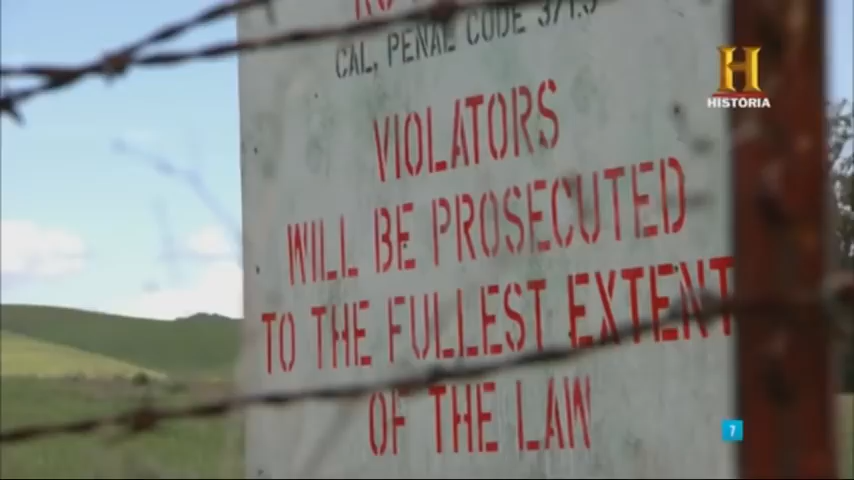 CAL. PENAL CODE
VIOLATORS
WILL BE PROSECUTED
TO THE FULLEST EXTENT
OF THE LAW
H
HISTORIA
7